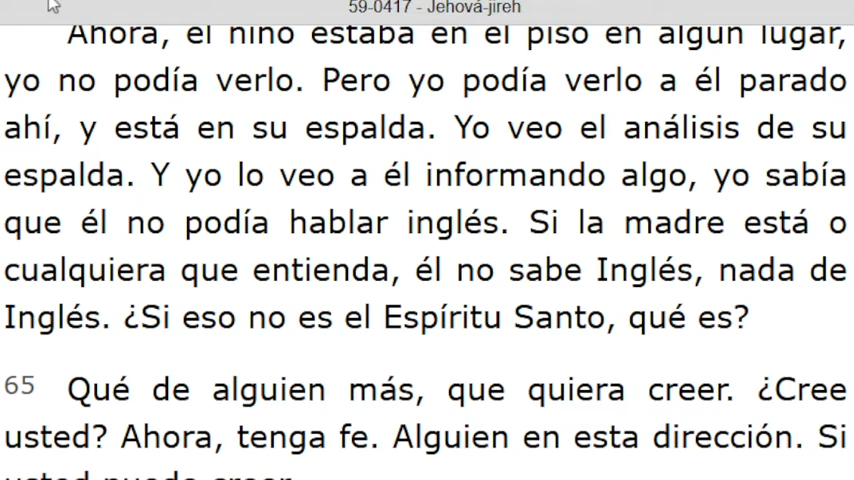 59-0417 - Jehová-jireh
Ahora, el niño estaba en el piso en algún lugar,
yo no podía verlo. Pero yo podía verlo a él parado
ahí, y está en su espalda. Yo veo el análisis de su
espalda. Y yo lo veo a él informando algo, yo sabía
que él no podía hablar inglés. Si la madre está o
cualquiera que entienda, él no sabe Inglés, nada de
Inglés. ¿Si eso no es el Espíritu Santo, qué es?
65 Qué de alguien más, que quiera creer. ¿Cree
usted? Ahora, tenga fe. Alguien en esta dirección. Si
usted puede creer